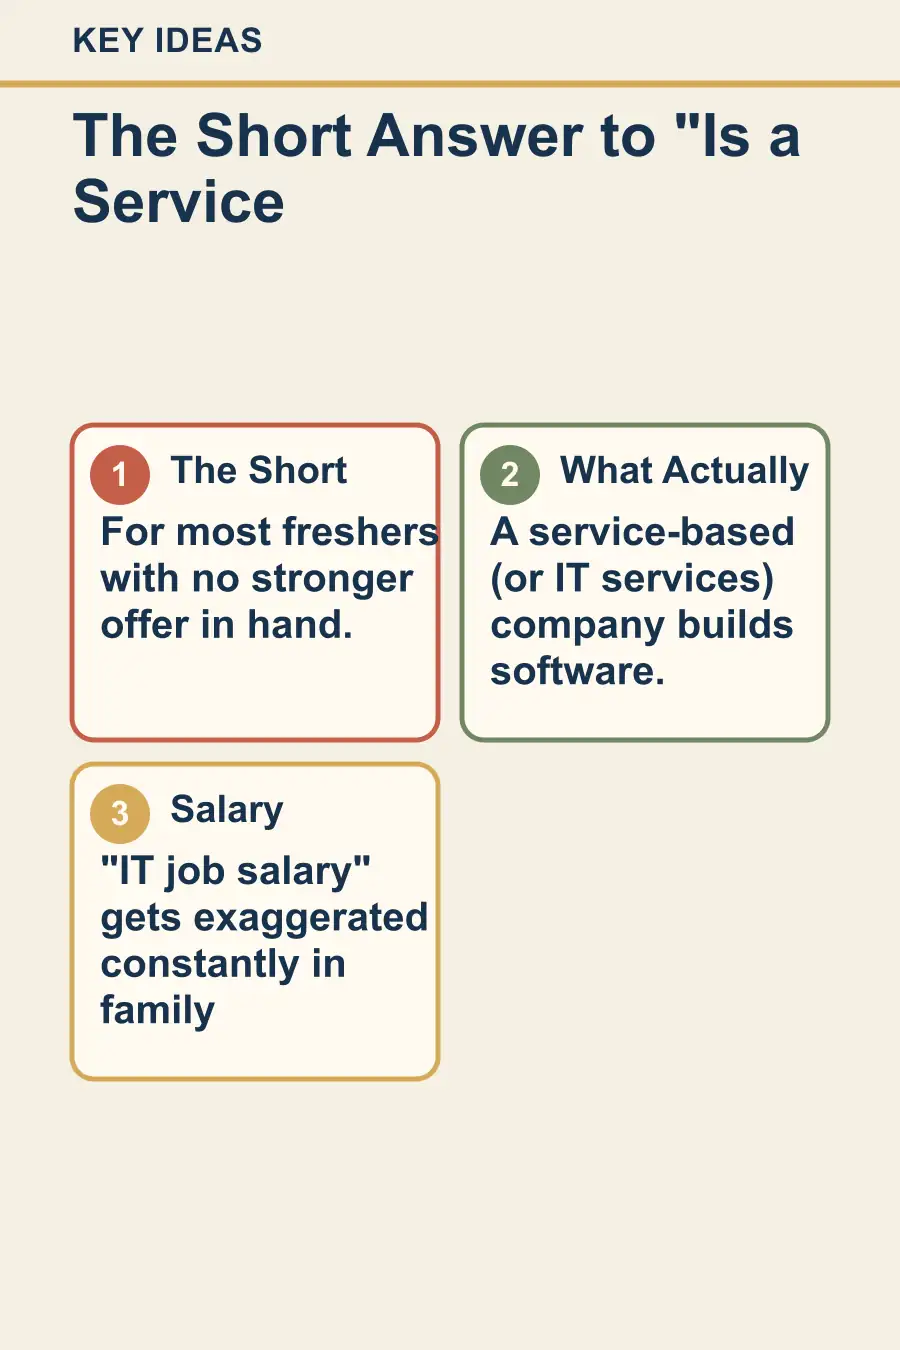 KEY IDEAS
The Short Answer to "Is a
Service
1 The Short
For most freshers
with no stronger
offer in hand.
2 What Actually
A service-based
(or IT services)
company builds
software.
3 Salary
"IT job salary"
gets exaggerated
constantly in
family